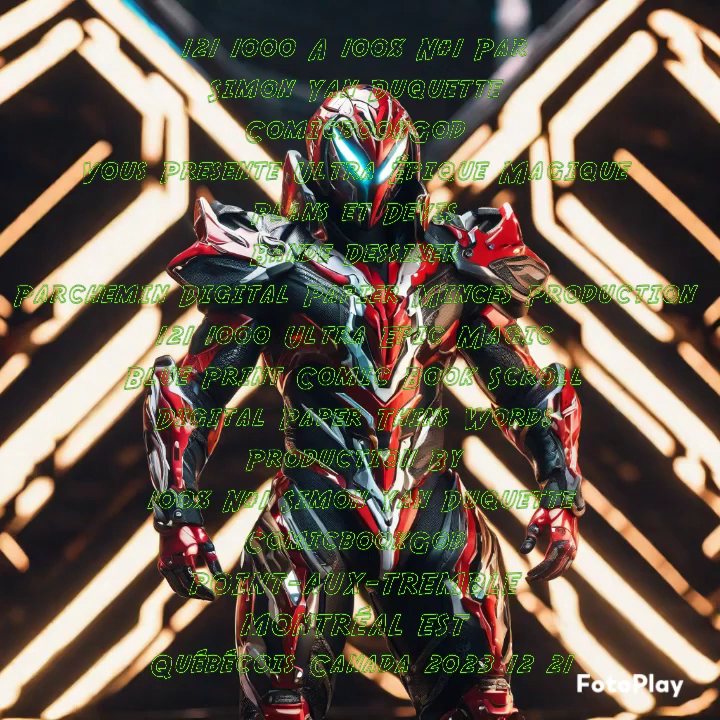 121 1000 A 100% N#1 Par
Simon Yan Duquette
ComicbookGod
Vous Presente Ultra Épique Magique
Plans et Devis
Bande Dessiner
Parchemin Digital Papier Minces Production
121 1000 Ultra Epic Magic
Blue Print Comic Book Scroll
Digital Paper Thins Words
Production By
100% N#1 Simon Yan Duquette
ComicbookGod
Point-aux-Tremble
Montréal Est
Québécois Canada 2023 12 21
FotoPlay